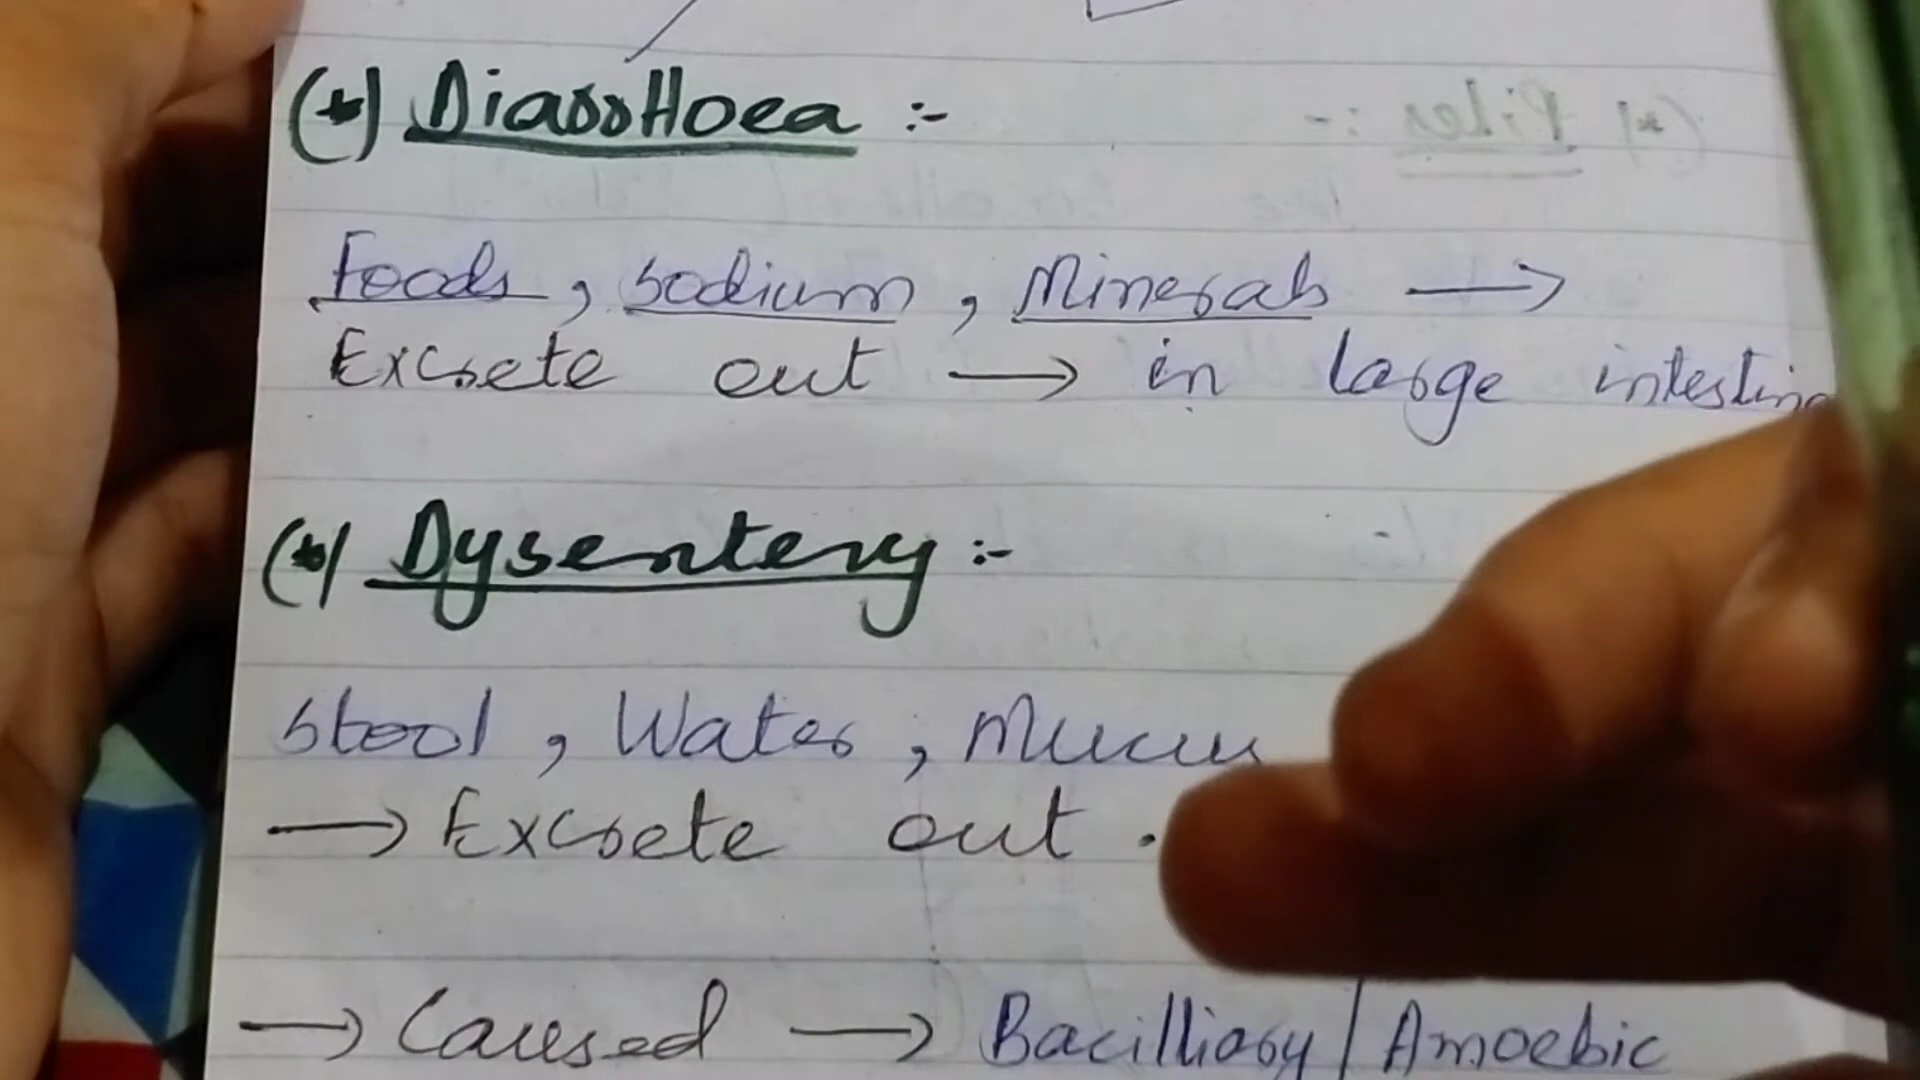 (*) DiarrHoea :-
Foods, Sodium, Minerals →
Excrete out → in large intestine
(*) Dysentery :-
Stool, Water, Mucus
→ Excrete out .
→ Caused → Bacilliary / Amoebic